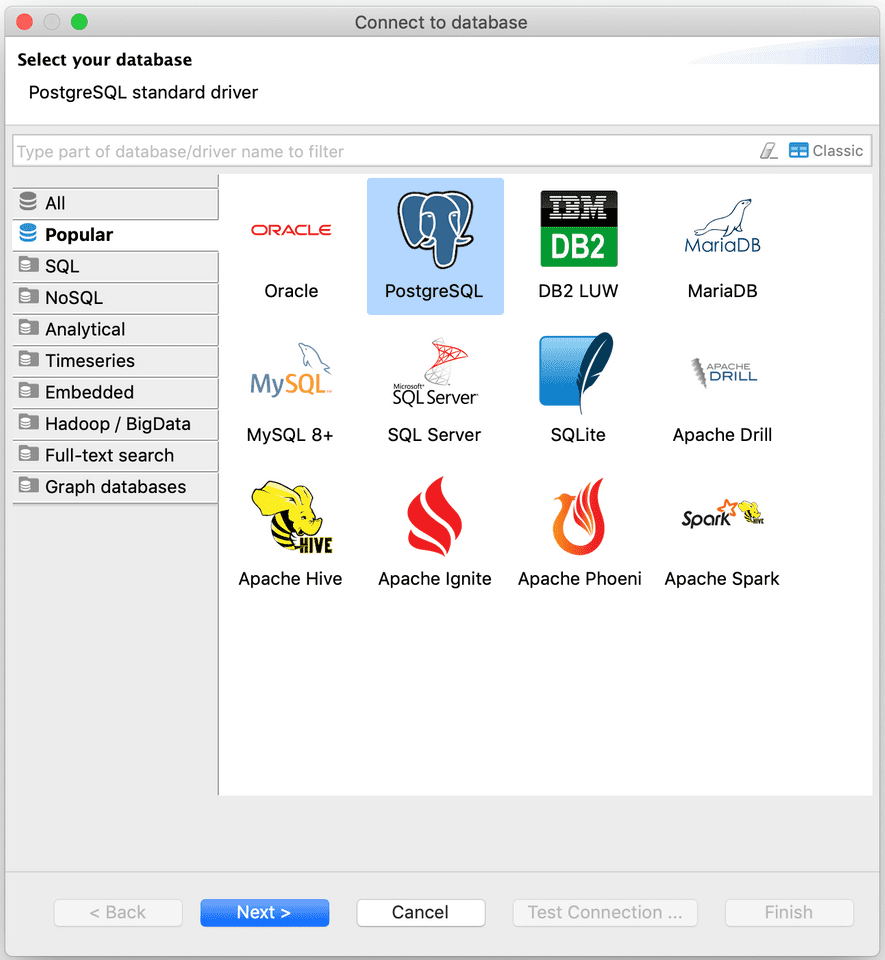 Connect to database
Select your database
PostgreSQL standard driver
Type part of database/driver name to filter
Classic
All
Popular
SQL
NoSQL
Analytical
Timeseries
Embedded
Hadoop / BigData
Full-text search
Graph databases
ORACLE
IBM
DB2
MariaDB
Oracle
PostgreSQL
DB2 LUW
MariaDB
MySQL
Microsoft
SQL Server
APACHE
DRILL
MySQL 8+
SQL Server
SQLite
Apache Drill
HIVE
Spark
HIVE
Apache Hive
Apache Ignite
Apache Phoeni
Apache Spark
< Back
Next >
Cancel
Test Connection ...
Finish